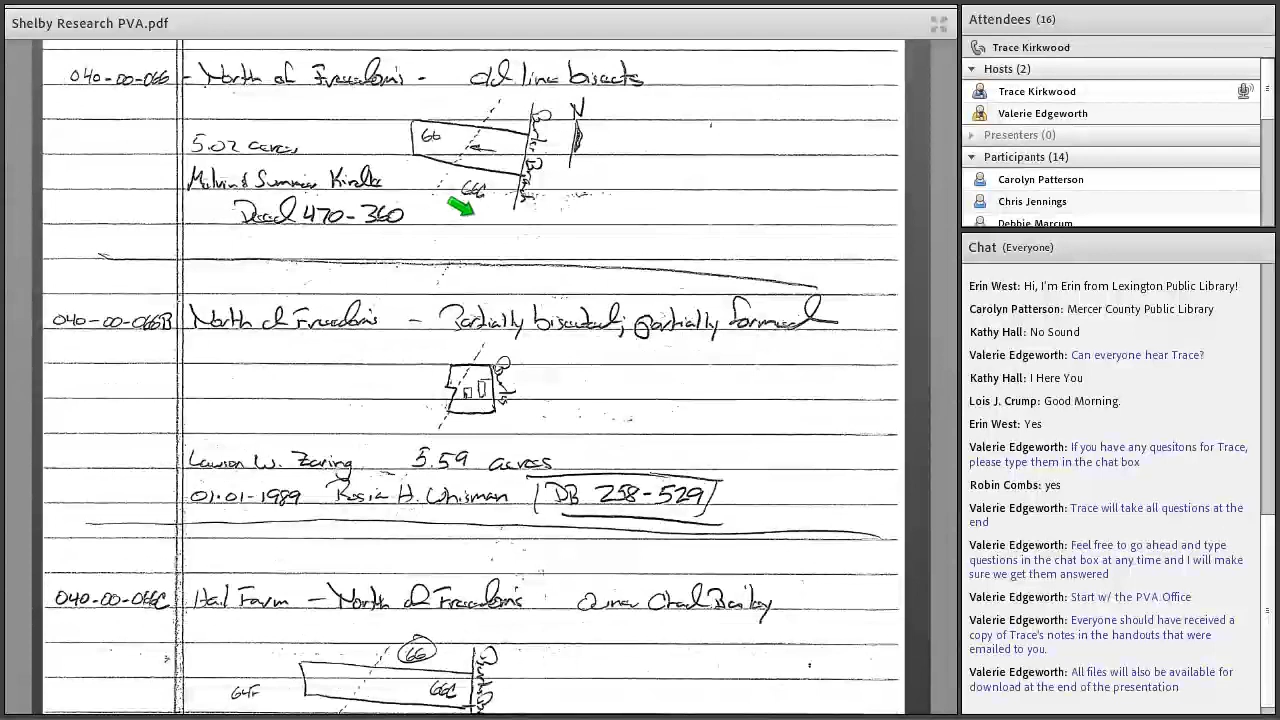 Shelby Research PVA.pdf
040-00-066 - North of Freedom's - old line bisects
N
66
5.02 acres
Melvin & Summer
66C
Deed 470-360
040-00-066B North of Freedom's - Partially bisected; partially formed
Lawson W. Zaring 5.59 acres
01-01-1989 Rosia H. Whisman DB 258-529
040-00-066C Hail Farm - North of Freedom's Owner Chad Bailey
66
64F 66C
Attendees (16)
Trace Kirkwood
Hosts (2)
Trace Kirkwood
Valerie Edgeworth
Presenters (0)
Participants (14)
Carolyn Patterson
Chris Jennings
Debbie Marcum
Chat (Everyone)
Erin West: Hi, I'm Erin from Lexington Public Library!
Carolyn Patterson: Mercer County Public Library
Kathy Hall: No Sound
Valerie Edgeworth: Can everyone hear Trace?
Kathy Hall: I Here You
Lois J. Crump: Good Morning.
Erin West: Yes
Valerie Edgeworth: If you have any quesitons for Trace,
please type them in the chat box
Robin Combs: yes
Valerie Edgeworth: Trace will take all questions at the
end
Valerie Edgeworth: Feel free to go ahead and type
questions in the chat box at any time and I will make
sure we get them answered
Valerie Edgeworth: Start w/ the PVA Office
Valerie Edgeworth: Everyone should have received a
copy of Trace's notes in the handouts that were
emailed to you.
Valerie Edgeworth: All files will also be available for
download at the end of the presentation